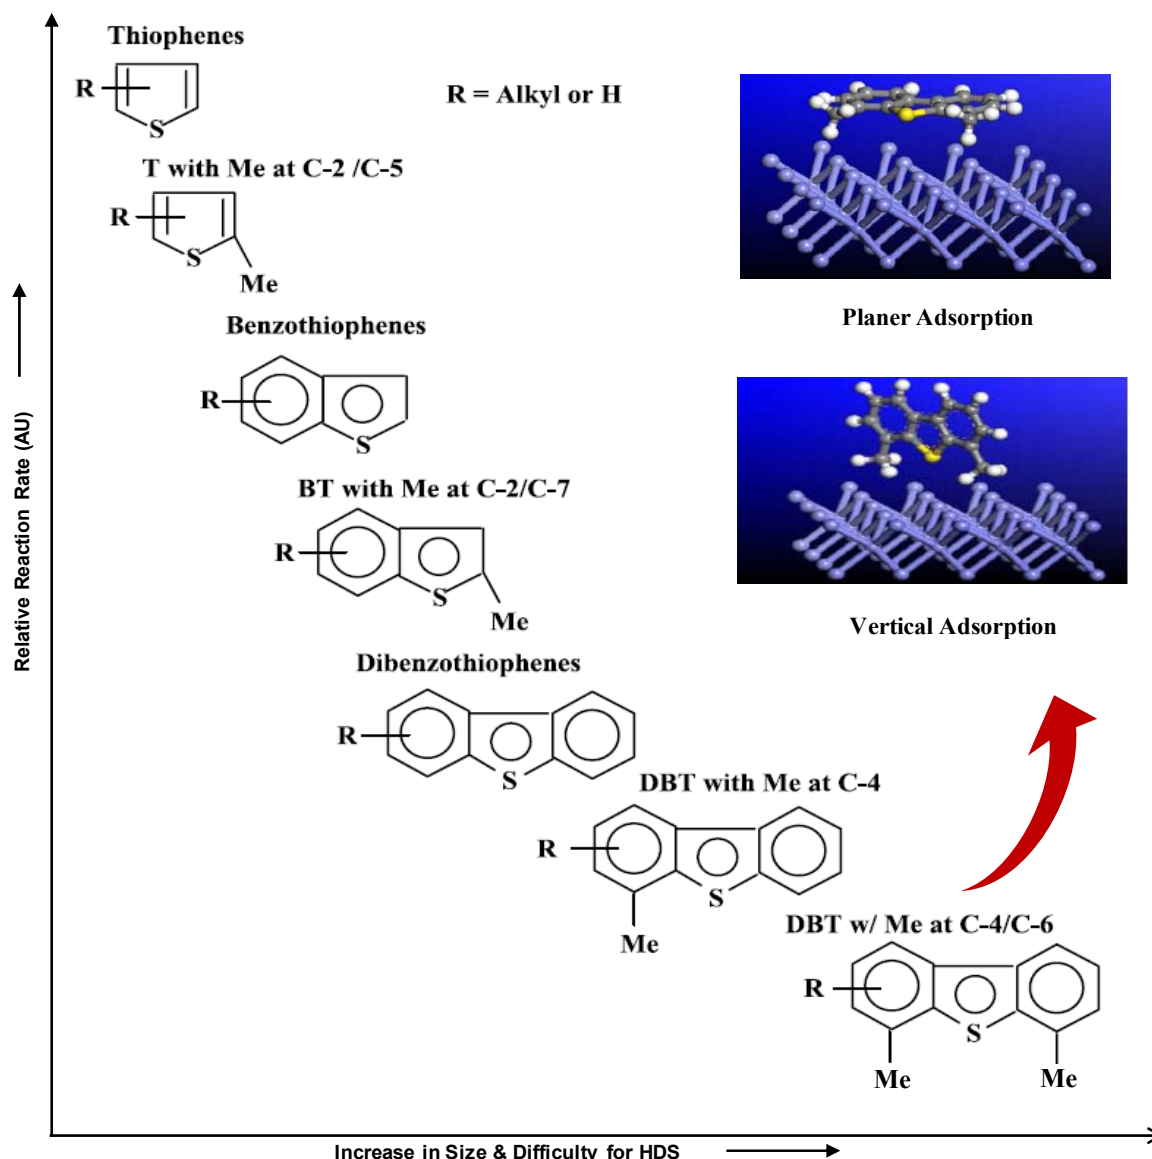 Thiophenes
R
S
R = Alkyl or H
T with Me at C-2 /C-5
R
S
Me
Benzothiophenes
R
S
BT with Me at C-2/C-7
R
S
Me
Dibenzothiophenes
R
S
DBT with Me at C-4
R
S
Me
DBT w/ Me at C-4/C-6
R
S
Me
Me
Planer Adsorption
Vertical Adsorption
Relative Reaction Rate (AU)
Increase in Size & Difficulty for HDS